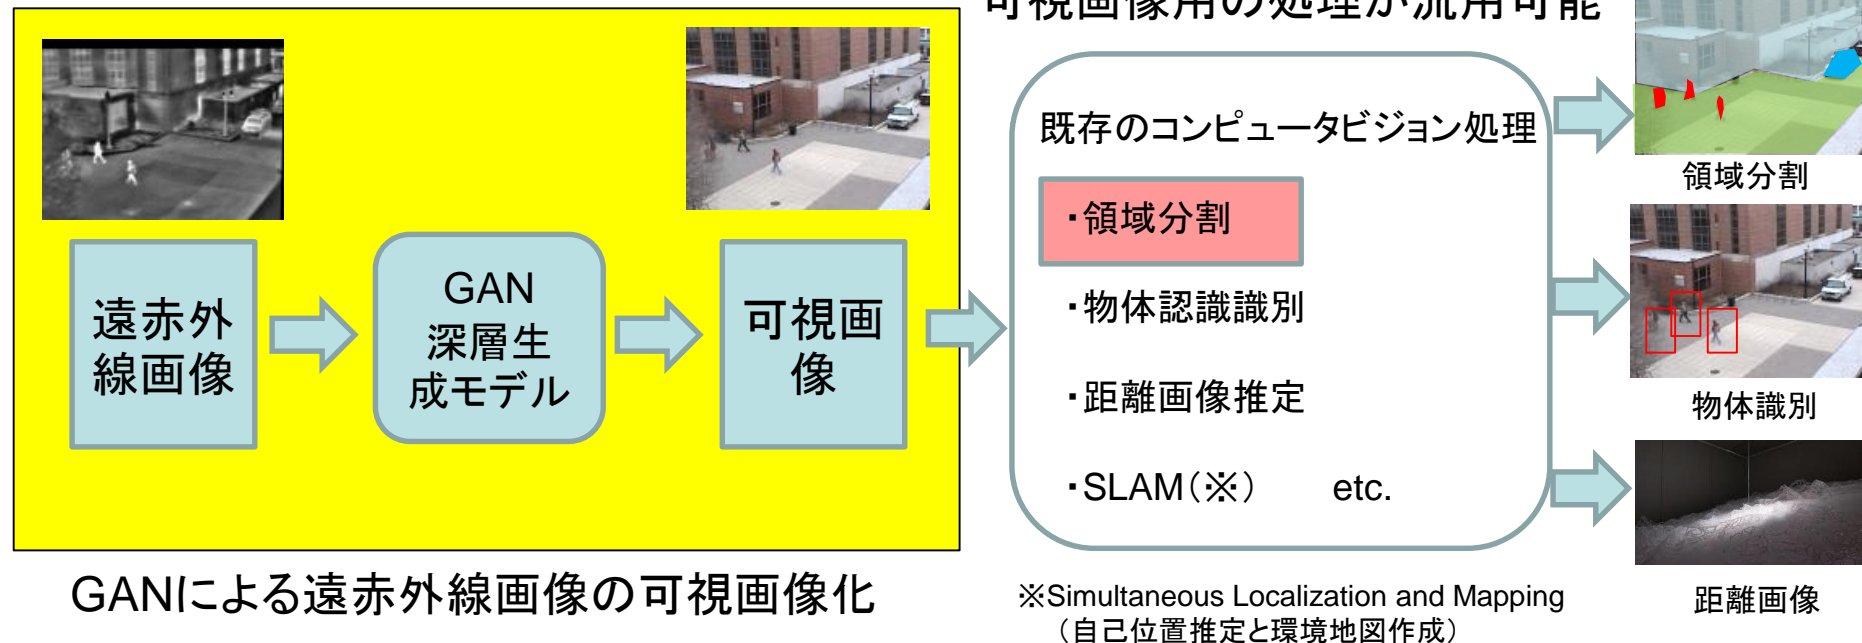 可視画像用の処理が流用可能
遠赤外
線画像
GAN
深層生
成モデル
可視画
像
GANによる遠赤外線画像の可視画像化
既存のコンピュータビジョン処理
・領域分割
・物体認識識別
・距離画像推定
・SLAM(※) etc.
※Simultaneous Localization and Mapping
(自己位置推定と環境地図作成)
領域分割
物体識別
距離画像